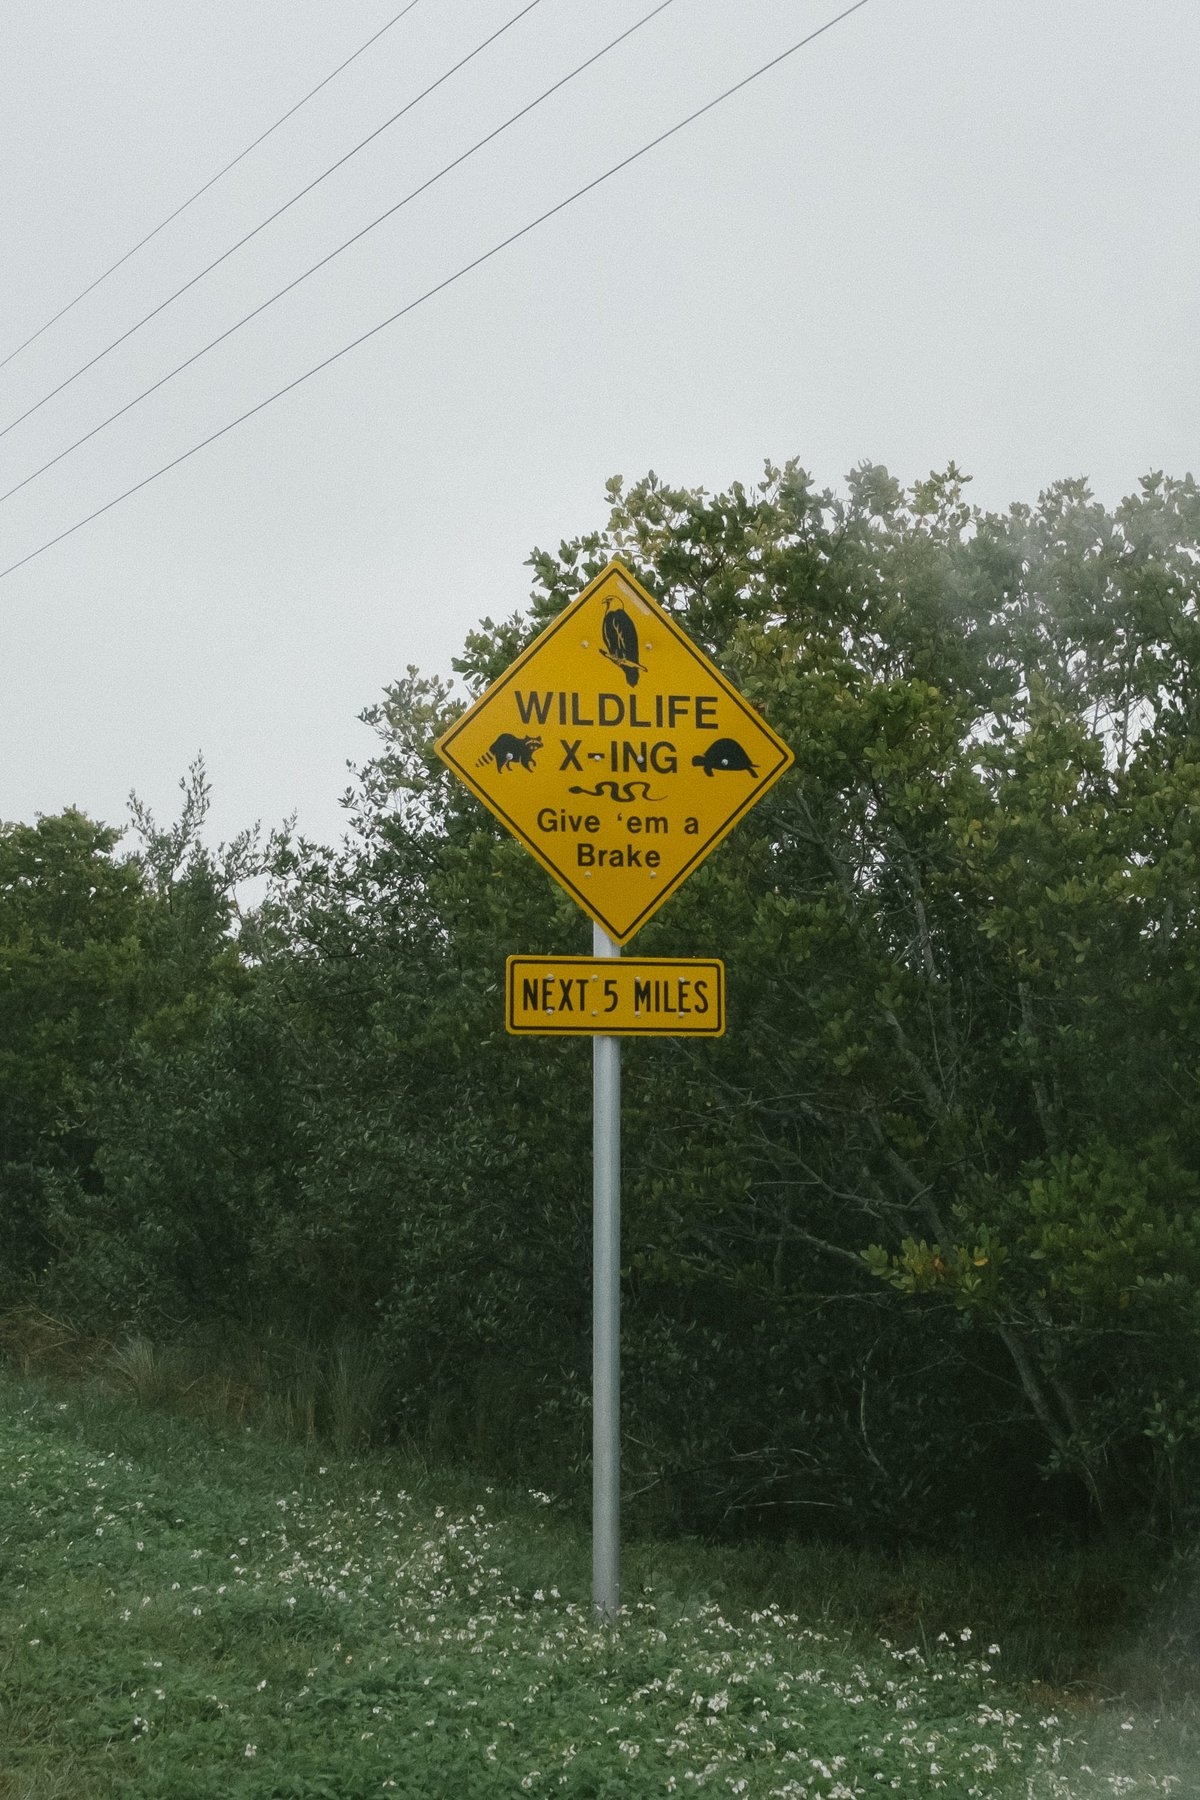 WILDLIFE
X-ING
Give ‘em a
Brake
NEXT 5 MILES